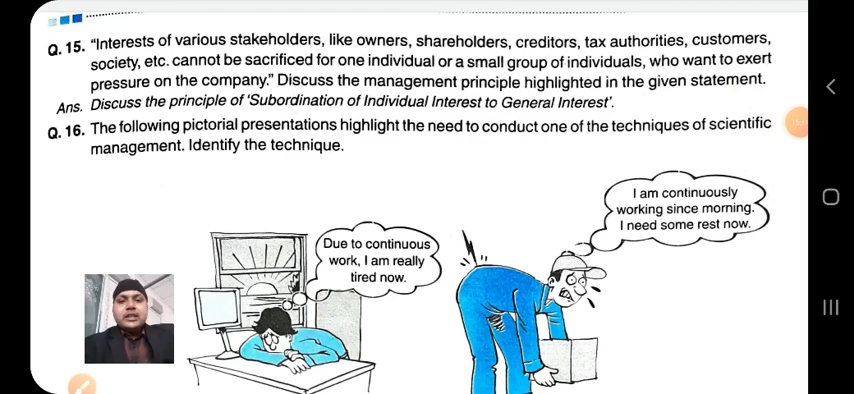 Q. 15. “Interests of various stakeholders, like owners, shareholders, creditors, tax authorities, customers,
society, etc. cannot be sacrificed for one individual or a small group of individuals, who want to exert
pressure on the company.” Discuss the management principle highlighted in the given statement.
Ans. Discuss the principle of ‘Subordination of Individual Interest to General Interest’.
Q. 16. The following pictorial presentations highlight the need to conduct one of the techniques of scientific
management. Identify the technique.
I am continuously
working since morning.
I need some rest now.
Due to continuous
work, I am really
tired now.